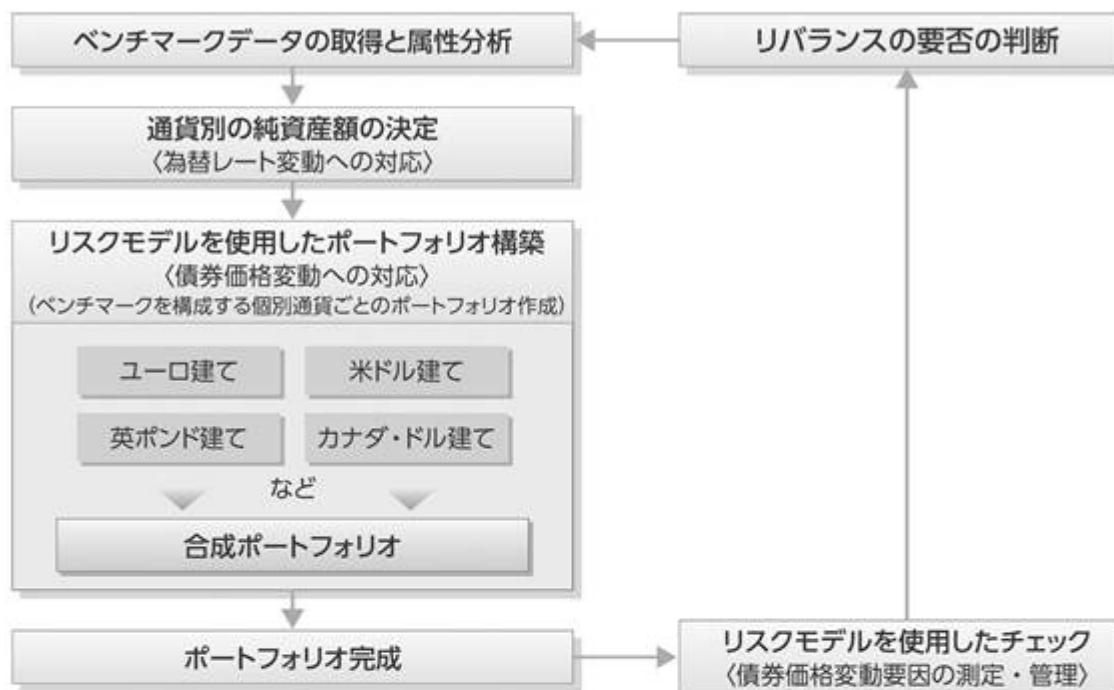 ベンチマークデータの取得と属性分析
リバランスの要否の判断
通貨別の純資産額の決定
〈為替レート変動への対応〉
リスクモデルを使用したポートフォリオ構築
〈債券価格変動への対応〉
(ベンチマークを構成する個別通貨ごとのポートフォリオ作成)
ユーロ建て
米ドル建て
英ポンド建て
カナダ・ドル建て
など
合成ポートフォリオ
ポートフォリオ完成
リスクモデルを使用したチェック
〈債券価格変動要因の測定・管理〉